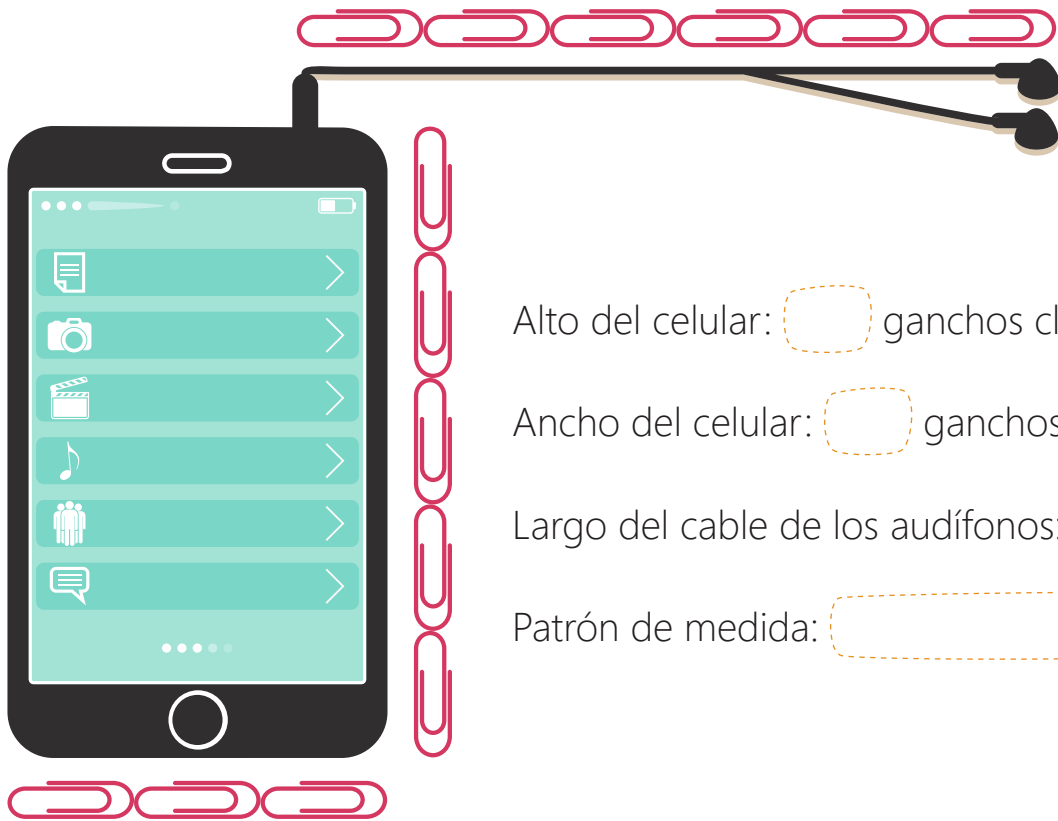 Alto del celular: ganchos cl
Ancho del celular: ganchos
Largo del cable de los audífonos:
Patrón de medida: